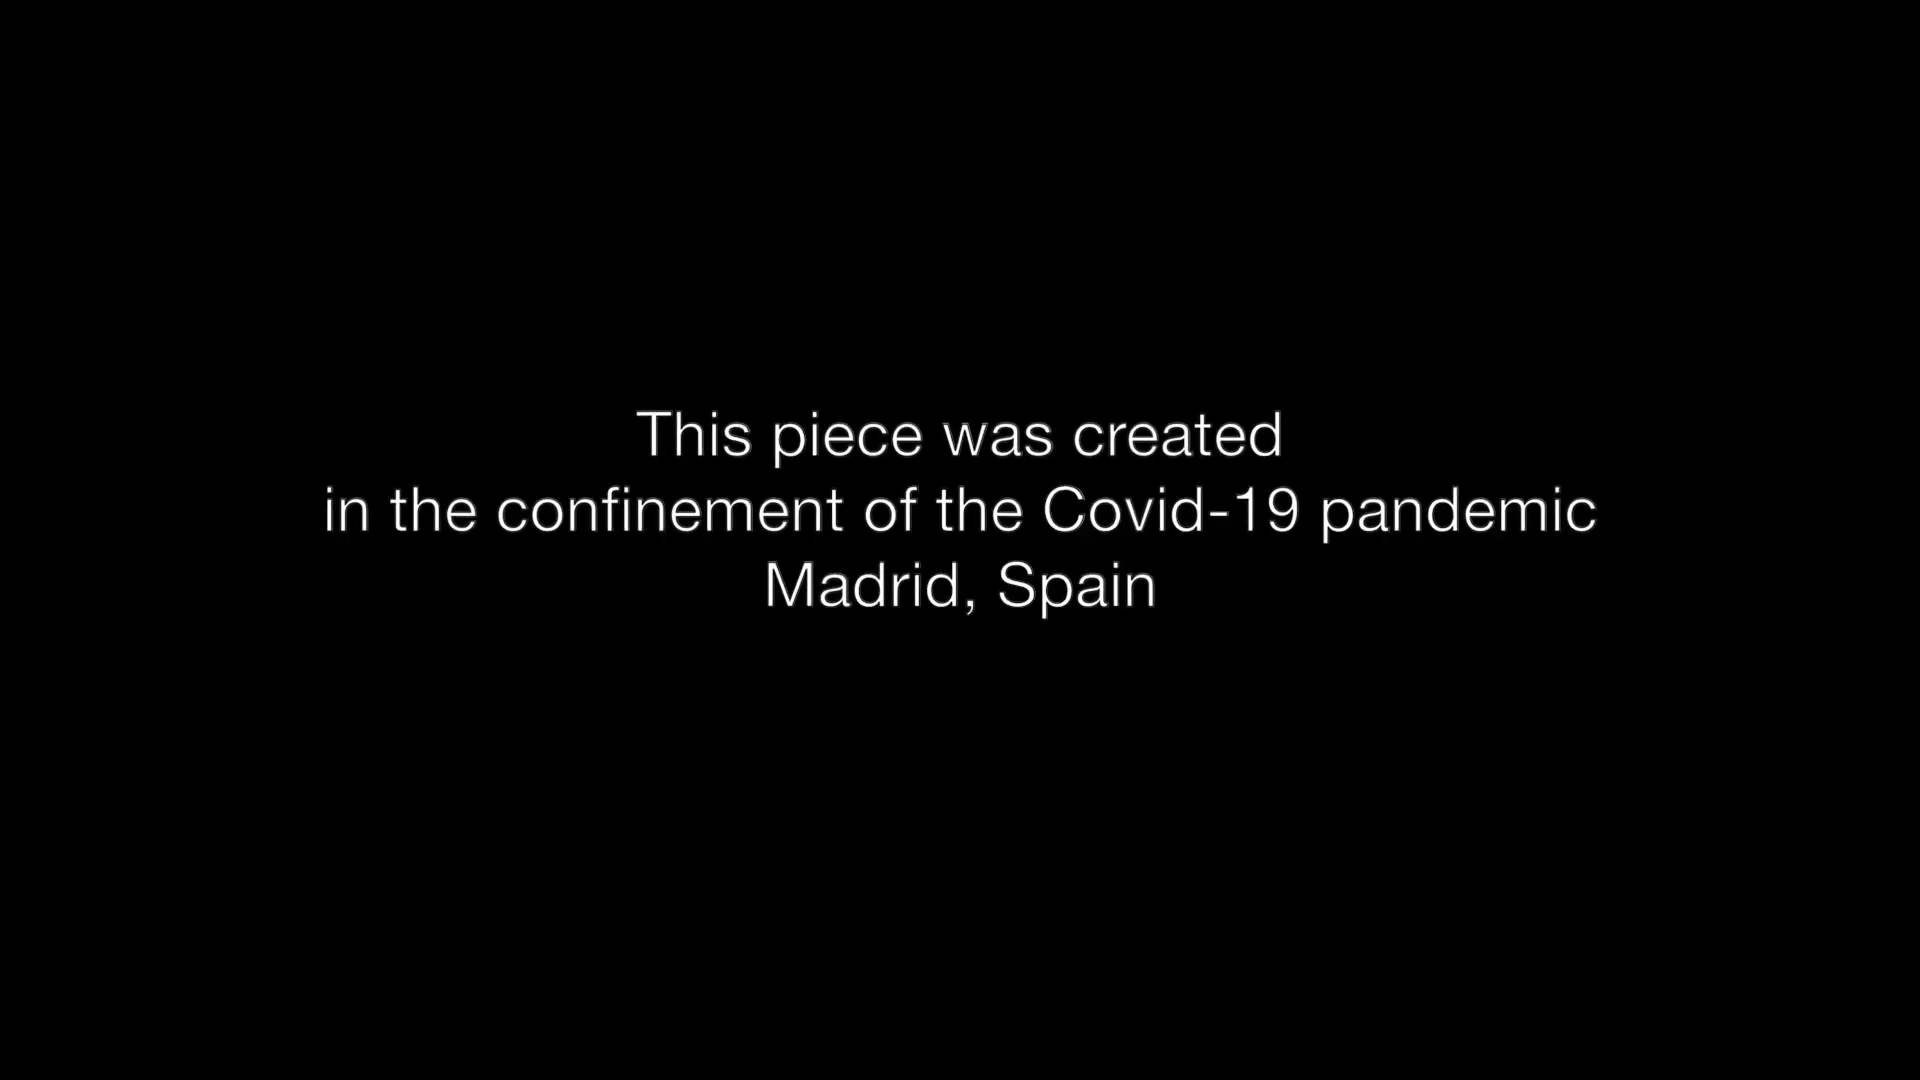 This piece was created
in the confinement of the Covid-19 pandemic
Madrid, Spain